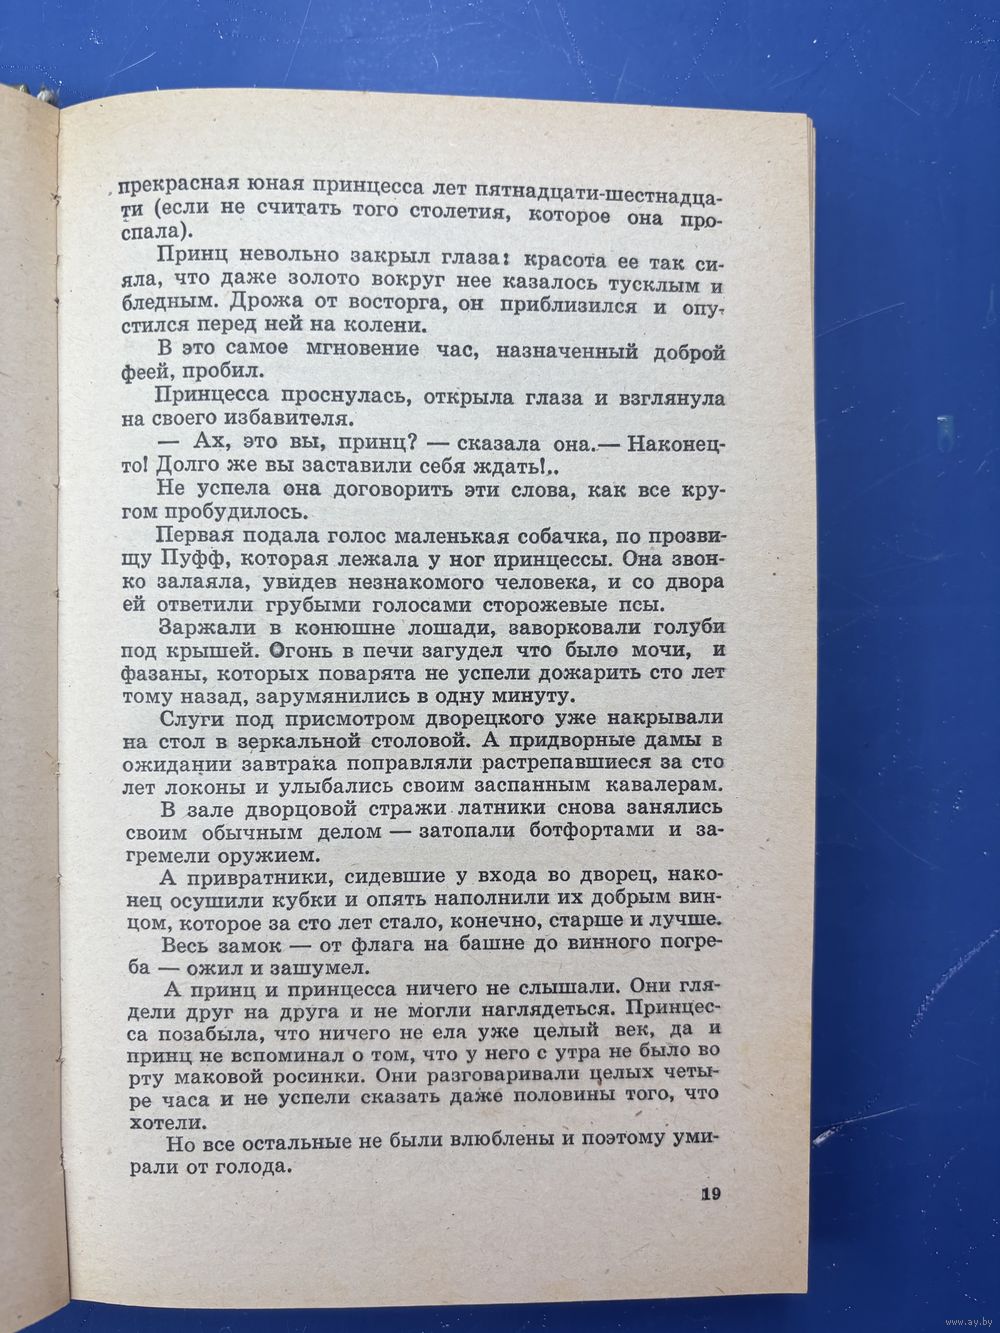 прекрасная юная принцесса лет пятнадцати-шестнадца-
ти (если не считать того столетия, которое она про-
спала).
Принц невольно закрыл глаза: красота ее так си-
яла, что даже золото вокруг нее казалось тусклым и
бледным. Дрожа от восторга, он приблизился и опу-
стился перед ней на колени.
В это самое мгновение час, назначенный доброй
феей, пробил.
Принцесса проснулась, открыла глаза и взглянула
на своего избавителя.
— Ах, это вы, принц? — сказала она.— Наконец-
то! Долго же вы заставили себя ждать!..
Не успела она договорить эти слова, как все кру-
гом пробудилось.
Первая подала голос маленькая собачка, по прозви-
щу Пуфф, которая лежала у ног принцессы. Она звон-
ко залаяла, увидев незнакомого человека, и со двора
ей ответили грубыми голосами сторожевые псы.
Заржали в конюшне лошади, заворковали голуби
под крышей. Огонь в печи загудел что было мочи, и
фазаны, которых поварята не успели дожарить сто лет
тому назад, зарумянились в одну минуту.
Слуги под присмотром дворецкого уже накрывали
на стол в зеркальной столовой. А придворные дамы в
ожидании завтрака поправляли растрепавшиеся за сто
лет локоны и улыбались своим заспанным кавалерам.
В зале дворцовой стражи латники снова занялись
своим обычным делом — затопали ботфортами и за-
гремели оружием.
А привратники, сидевшие у входа во дворец, нако-
нец осушили кубки и опять наполнили их добрым вин-
цом, которое за сто лет стало, конечно, старше и лучше.
Весь замок — от флага на башне до винного погре-
ба — ожил и зашумел.
А принц и принцесса ничего не слышали. Они гля-
дели друг на друга и не могли наглядеться. Принцес-
са позабыла, что ничего не ела уже целый век, да и
принц не вспоминал о том, что у него с утра не было во
рту маковой росинки. Они разговаривали целых четы-
ре часа и не успели сказать даже половины того, что
хотели.
Но все остальные не были влюблены и поэтому уми-
рали от голода.
19
www.ay.by